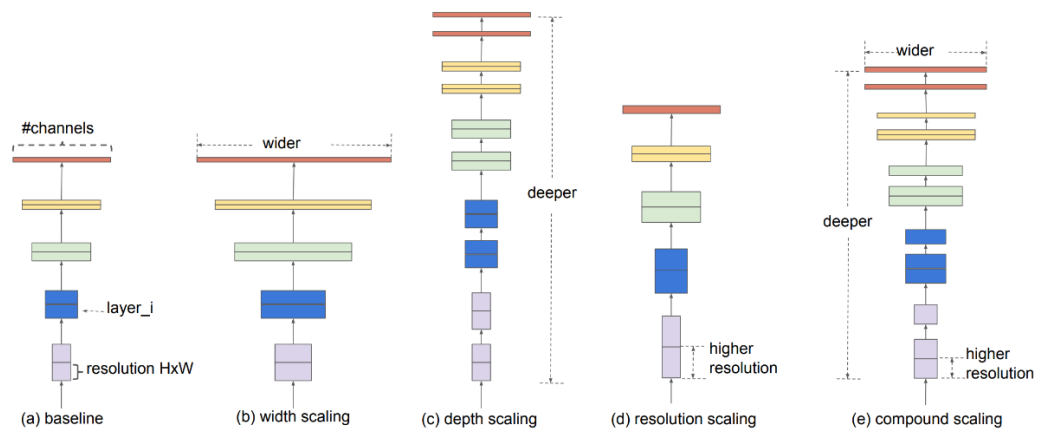 #channels
layer_i
resolution HxW
(a) baseline
wider
(b) width scaling
deeper
(c) depth scaling
higher
resolution
(d) resolution scaling
wider
deeper
higher
resolution
(e) compound scaling